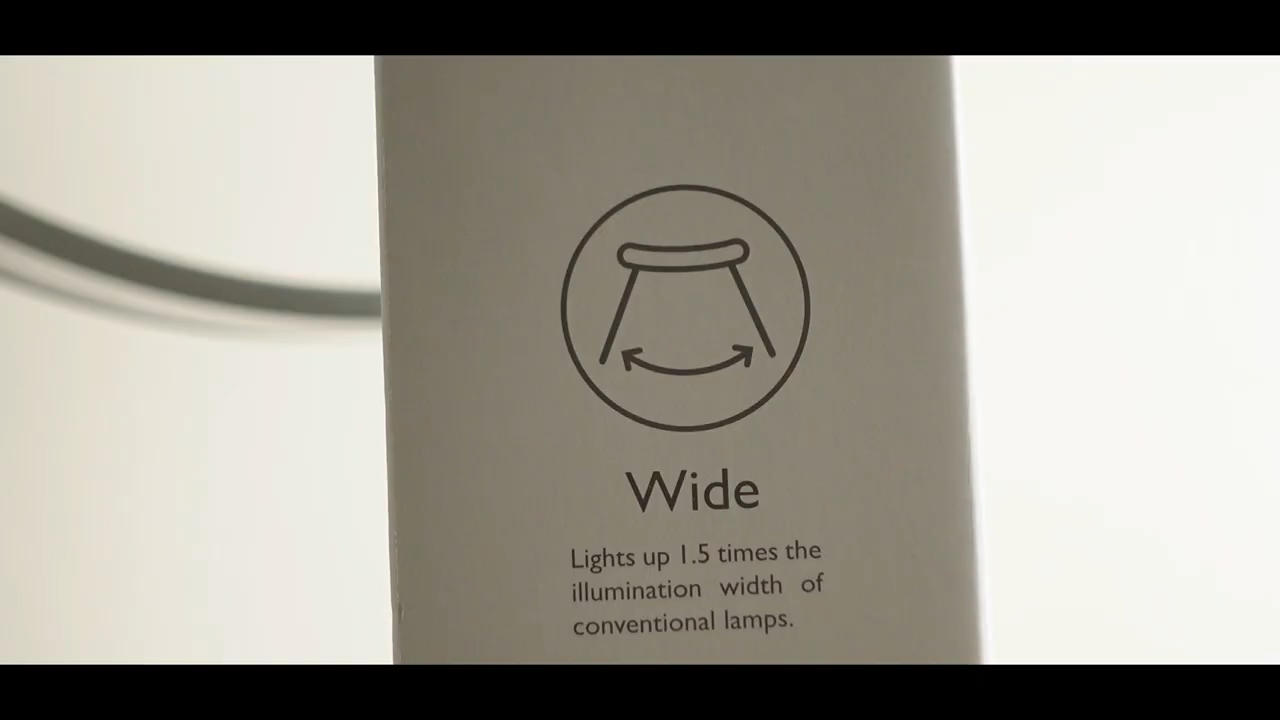 Wide
Lights up 1.5 times the
illumination width of
conventional lamps.